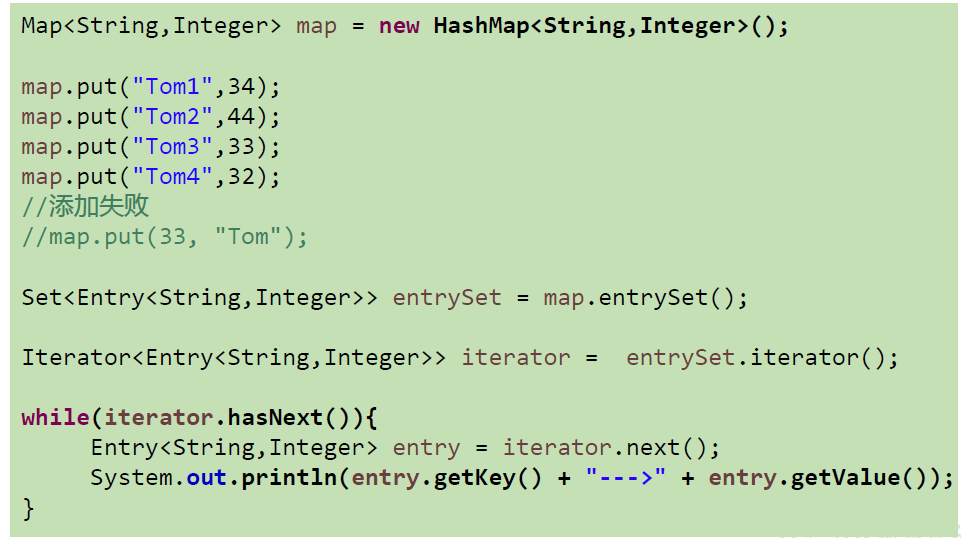 Map<String,Integer> map = new HashMap<String,Integer>();
map.put("Tom1",34);
map.put("Tom2",44);
map.put("Tom3",33);
map.put("Tom4",32);
//添加失败
//map.put(33, "Tom");
Set<Entry<String,Integer>> entrySet = map.entrySet();
Iterator<Entry<String,Integer>> iterator =  entrySet.iterator();
while(iterator.hasNext()){
     Entry<String,Integer> entry = iterator.next();
     System.out.println(entry.getKey() + "--->" + entry.getValue());
}